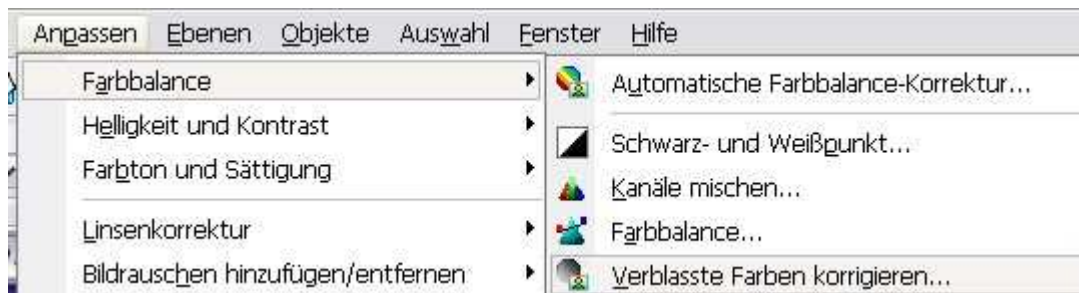 Anpassen Ebenen Objekte Auswahl Fenster Hilfe
Farbbalance
Helligkeit und Kontrast
Farbton und Sättigung
Linsenkorrektur
Bildrauschen hinzufügen/entfernen
Automatische Farbbalance-Korrektur...
Schwarz- und Weißpunkt...
Kanäle mischen...
Farbbalance...
Verblasste Farben korrigieren...